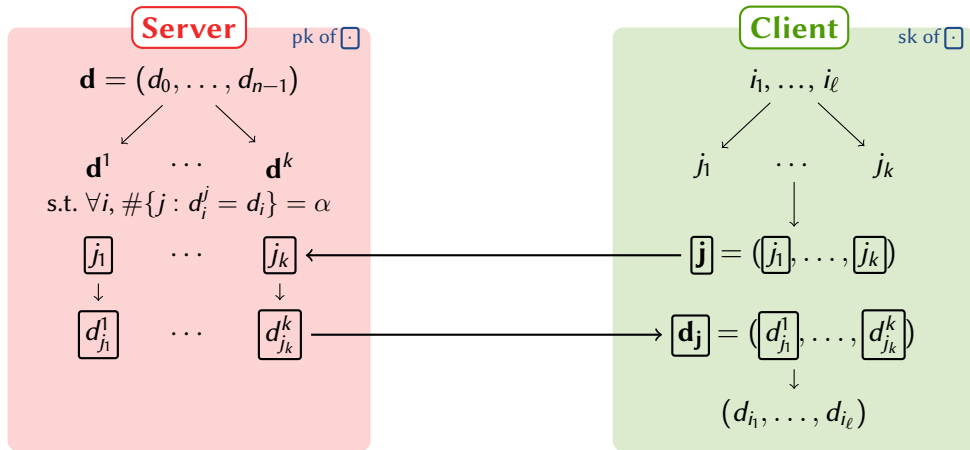 Server
pk of [·]
d = (d_0, …, d_{n−1})
d^1 ⋯ d^k
s.t. ∀i, #{j : d_i^j = d_i} = α
j_1 ⋯ j_k
d_{j_1}^1 ⋯ d_{j_k}^k
Client
sk of [·]
i_1, …, i_ℓ
j_1 ⋯ j_k
j = (j_1, …, j_k)
d_j = (d_{j_1}^1, …, d_{j_k}^k)
(d_{i_1}, …, d_{i_ℓ})